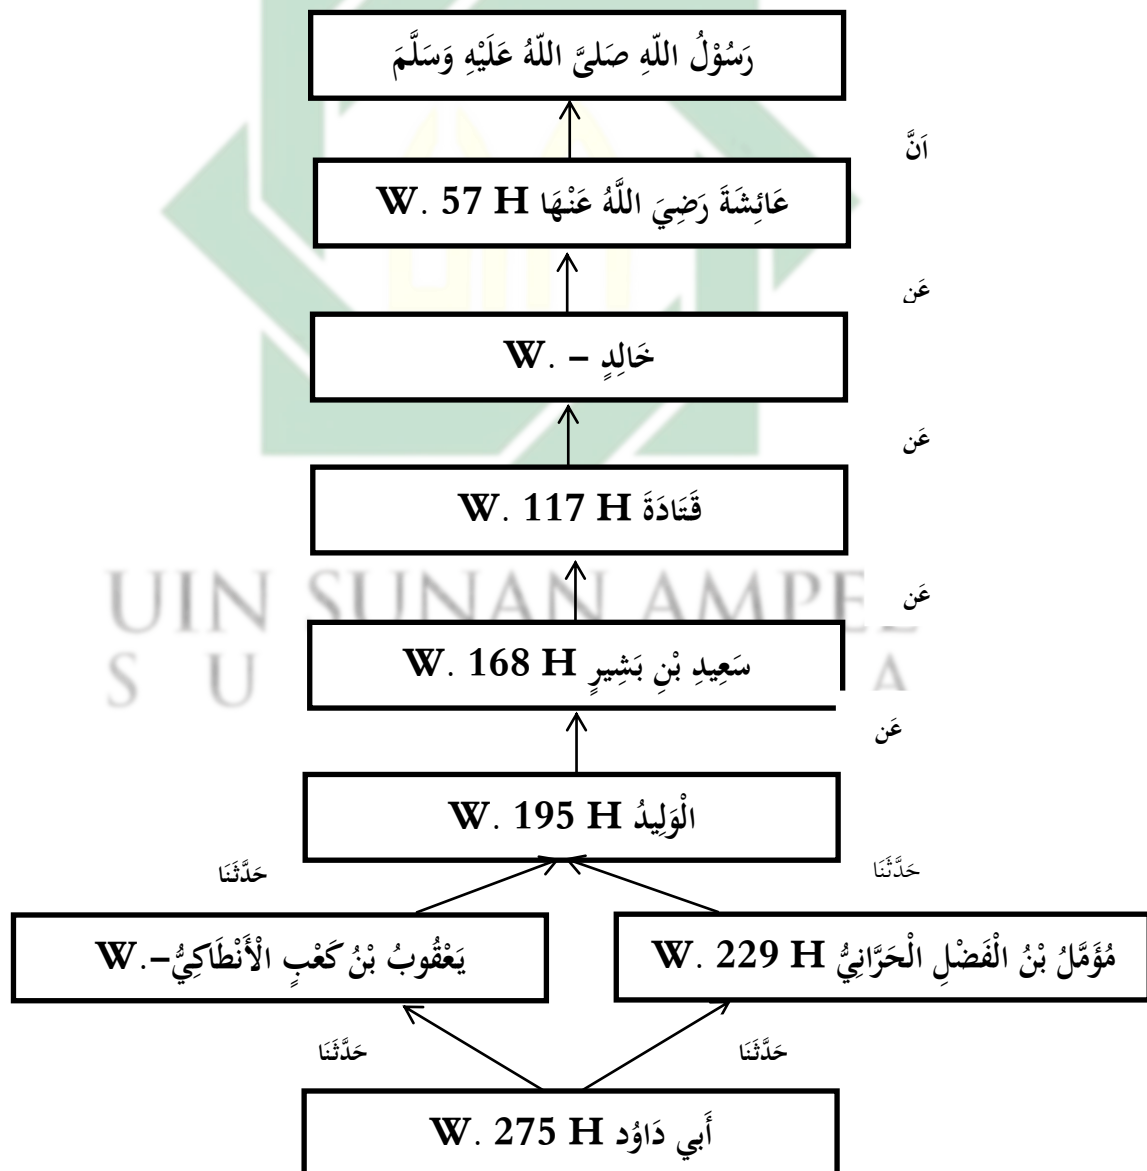 رَسُوْلُ اللّهِ صَلىَّ اللّهُ عَلَيْهِ وَسَلَّمَ
اَنَّ
عَائِشَةَ رَضِيَ اللَّهُ عَنْهَا W. 57 H
عَن
خَالِدٍ – W.
عَن
قَتَادَةَ W. 117 H
عَن
UIN SUNAN AMPEL
سَعِيدِ بْنِ بَشِيرٍ W. 168 H
S U A
عَن
الْوَلِيدُ W. 195 H
حَدَّثَنَا حَدَّثَنَا
مُؤَمَّلُ بْنُ الْفَضْلِ الْحَرَّانِيُّ W. 229 H
يَعْقُوبُ بْنُ كَعْبٍ الْأَنْطَاكِيُّ –.W
حَدَّثَنَا حَدَّثَنَا
أَبي دَاوُد W. 275 H